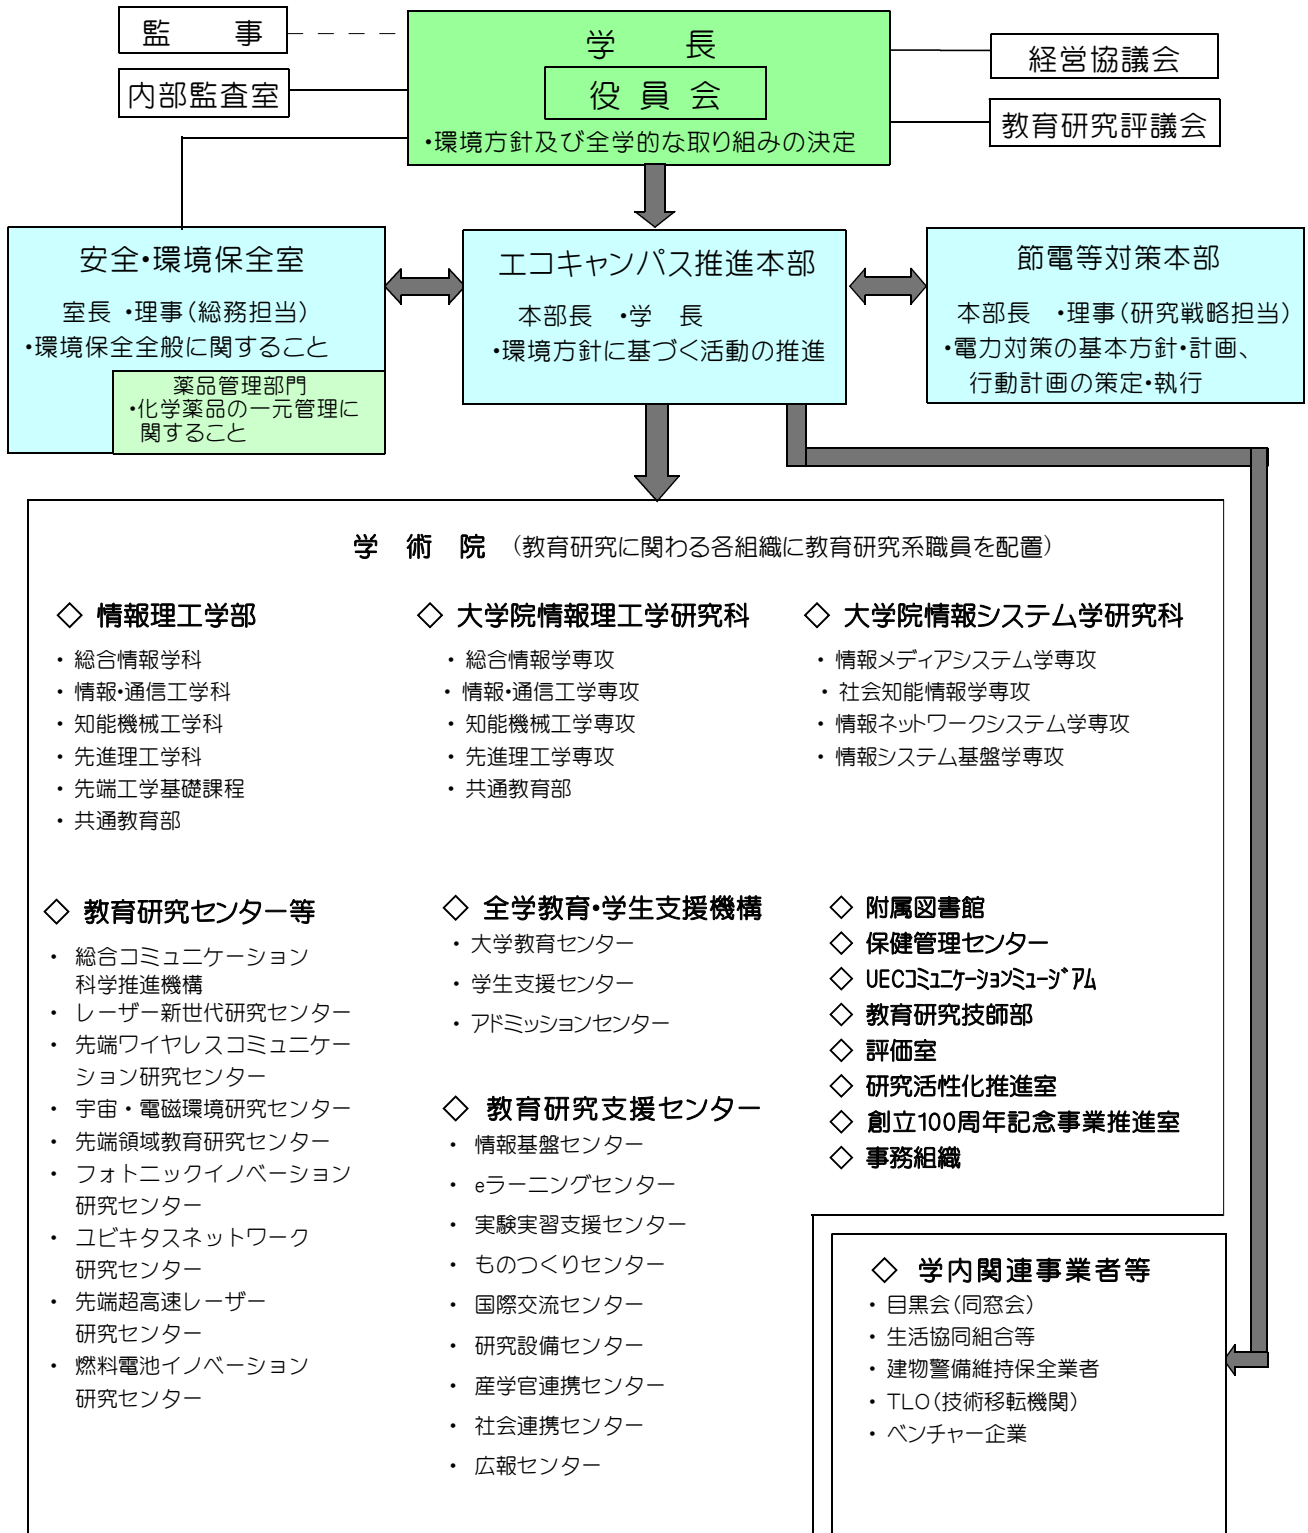 監　事
内部監査室
学　長
役員会
・環境方針及び全学的な取り組みの決定
経営協議会
教育研究評議会
安全・環境保全室
室長 ・理事（総務担当）
・環境保全全般に関すること
薬品管理部門
・化学薬品の一元管理に
関すること
エコキャンパス推進本部
本部長 ・学 長
・環境方針に基づく活動の推進
節電等対策本部
本部長 ・理事（研究戦略担当）
・電力対策の基本方針・計画、
行動計画の策定・執行
学 術 院 （教育研究に関わる各組織に教育研究系職員を配置）
◇ 情報理工学部
・ 総合情報学科
・ 情報・通信工学科
・ 知能機械工学科
・ 先進理工学科
・ 先端工学基礎課程
・ 共通教育部
◇ 大学院情報理工学研究科
・ 総合情報学専攻
・ 情報・通信工学専攻
・ 知能機械工学専攻
・ 先進理工学専攻
・ 共通教育部
◇ 大学院情報システム学研究科
・ 情報メディアシステム学専攻
・ 社会知能情報学専攻
・ 情報ネットワークシステム学専攻
・ 情報システム基盤学専攻
◇ 教育研究センター等
・ 総合コミュニケーション
科学推進機構
・ レーザー新世代研究センター
・ 先端ワイヤレスコミュニケー
ション研究センター
・ 宇宙・電磁環境研究センター
・ 先端領域教育研究センター
・ フォトニックイノベーション
研究センター
・ ユビキタスネットワーク
研究センター
・ 先端超高速レーザー
研究センター
・ 燃料電池イノベーション
研究センター
◇ 全学教育・学生支援機構
・ 大学教育センター
・ 学生支援センター
・ アドミッションセンター
◇ 教育研究支援センター
・ 情報基盤センター
・ eラーニングセンター
・ 実験実習支援センター
・ ものつくりセンター
・ 国際交流センター
・ 研究設備センター
・ 産学官連携センター
・ 社会連携センター
・ 広報センター
◇ 附属図書館
◇ 保健管理センター
◇ UECコミュニケーションミュージアム
◇ 教育研究技師部
◇ 評価室
◇ 研究活性化推進室
◇ 創立100周年記念事業推進室
◇ 事務組織
◇ 学内関連事業者等
・ 目黒会（同窓会）
・ 生活協同組合等
・ 建物警備維持保全業者
・ TLO（技術移転機関）
・ ベンチャー企業